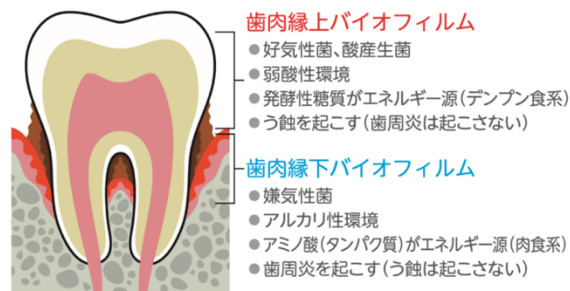 歯肉縁上バイオフィルム
●好気性菌、酸産生菌
●弱酸性環境
●発酵性糖質がエネルギー源（デンプン食系）
●う蝕を起こす（歯周炎は起こさない）
歯肉縁下バイオフィルム
●嫌気性菌
●アルカリ性環境
●アミノ酸（タンパク質）がエネルギー源（肉食系）
●歯周炎を起こす（う蝕は起こさない）